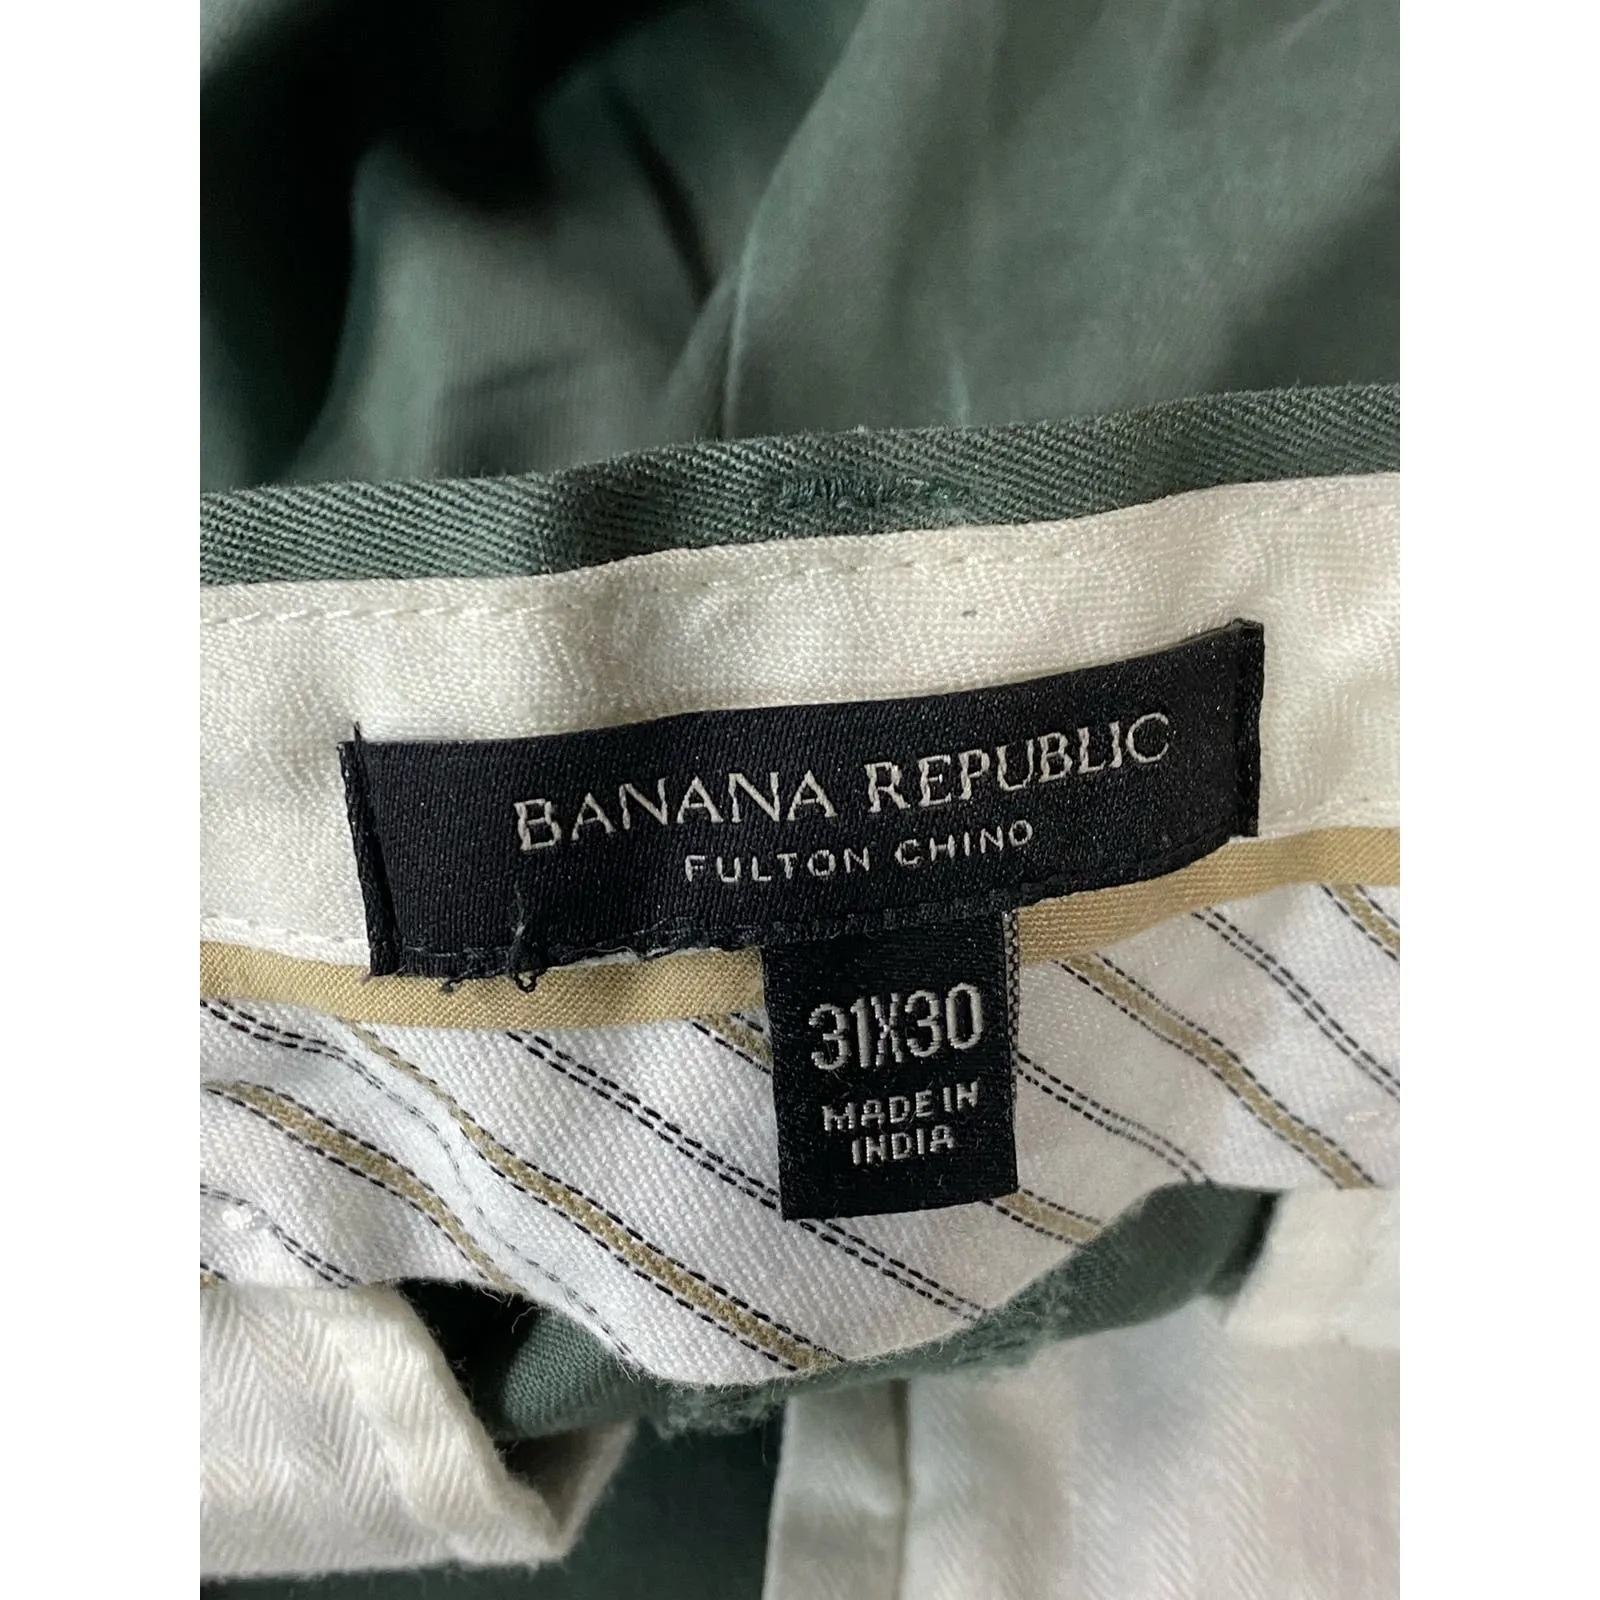 BANANA REPUBLIC
FULTON CHINO
31X30
MADE IN
INDIA